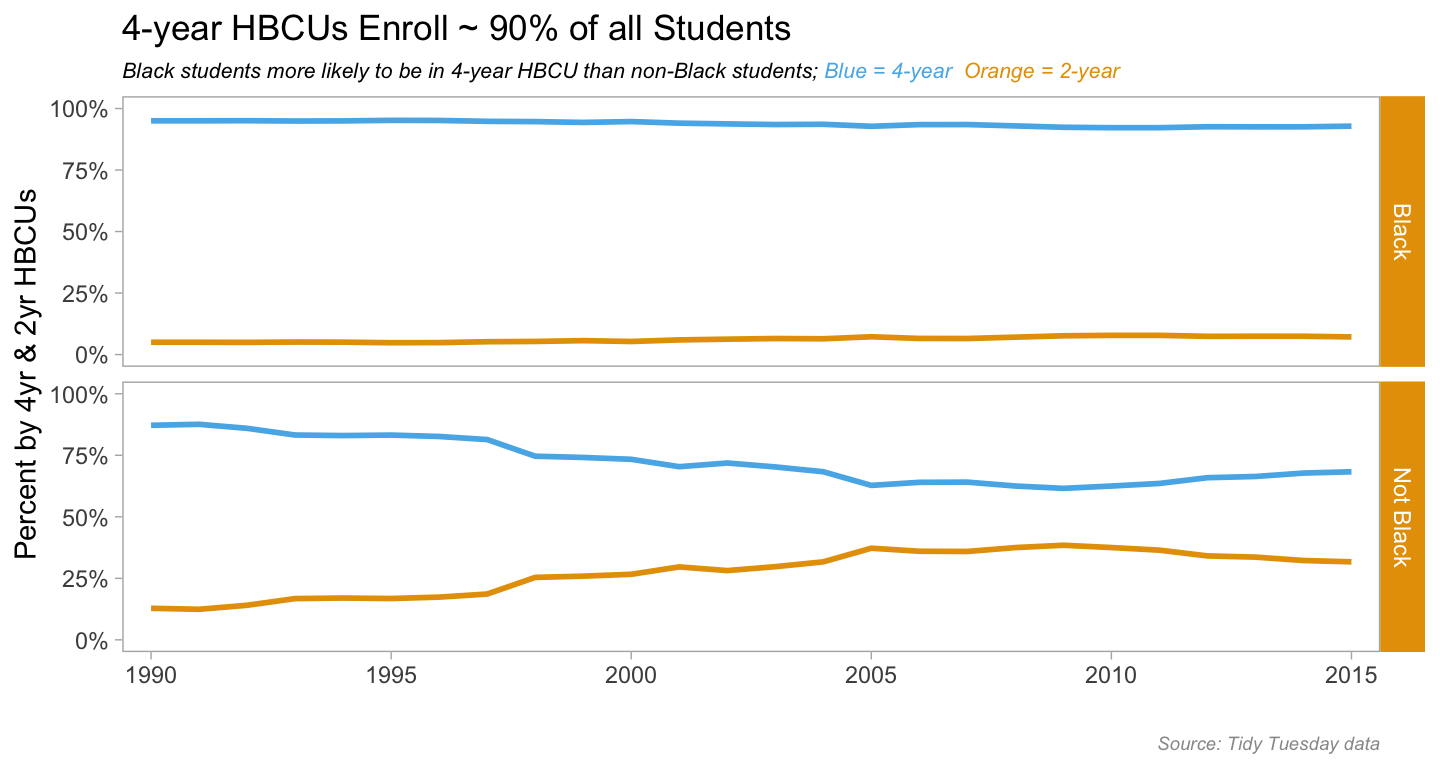 4-year HBCUs Enroll ~ 90% of all Students
Black students more likely to be in 4-year HBCU than non-Black students; Blue = 4-year Orange = 2-year
Percent by 4yr & 2yr HBCUs
100%
75%
50%
25%
0%
Black
100%
75%
50%
25%
0%
Not Black
1990 1995 2000 2005 2010 2015
Source: Tidy Tuesday data